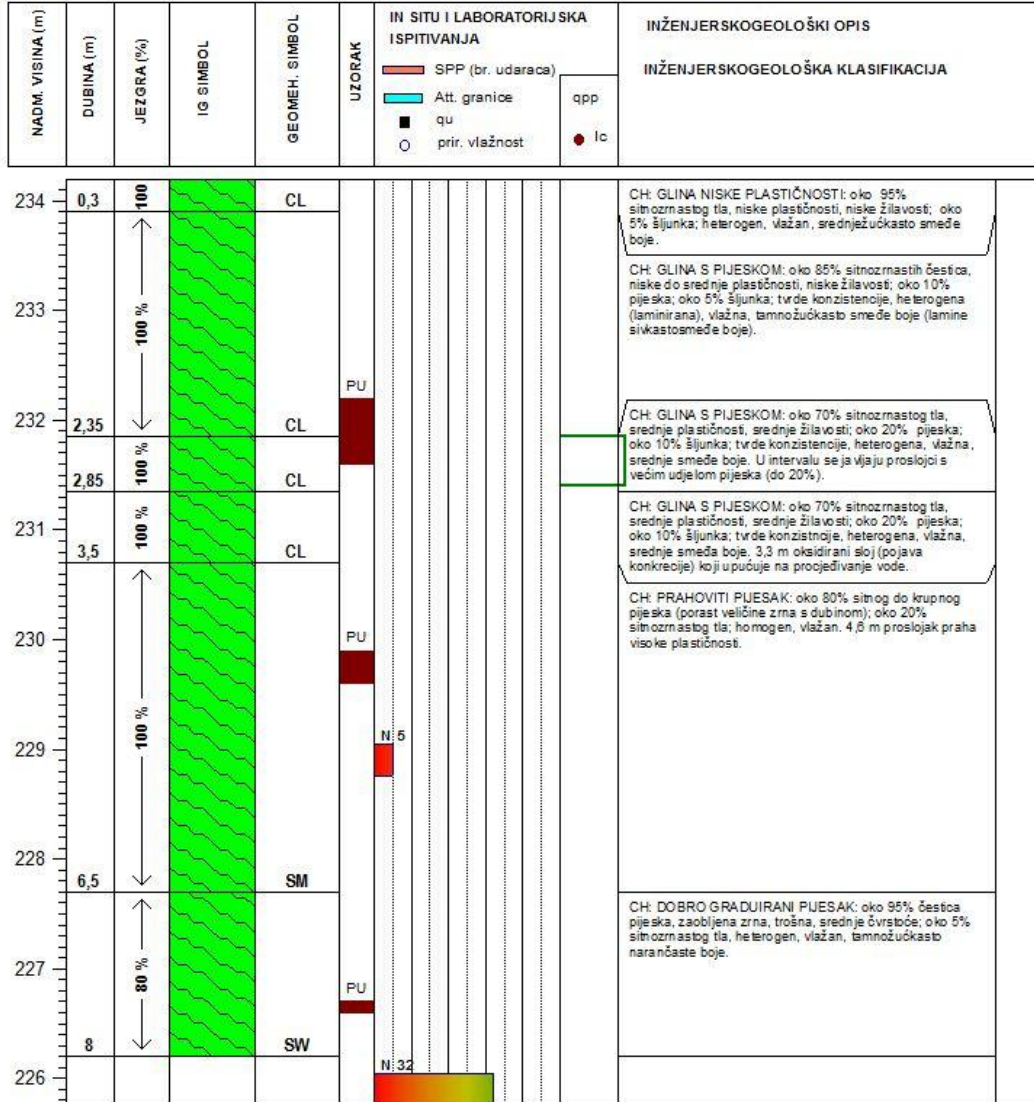 NADM. VISINA (m)
DUBINA (m)
JEZGRA (%)
IG SIMBOL
GEOMEH. SIMBOL
UZORAK
IN SITU I LABORATORIJSKA
ISPITIVANJA
SPP (br. udaraca)
Att. granice
qu
prir. vlažnost
qpp
Ic
INŽENJERSKOGEOLOŠKI OPIS
INŽENJERSKOGEOLOŠKA KLASIFIKACIJA
234
0,3
100
CL
CH: GLINA NISKE PLASTIČNOSTI: oko 95%
sitnozrnastog tla, niske plastičnosti, niske žilavosti; oko
5% šljunka; heterogen, vlažan, srednježućkasto smeđe
boje.
CH: GLINA S PIJESKOM: oko 85% sitnozrnastih čestica,
niske do srednje plastičnosti, niske žilavosti; oko 10%
pijeska; oko 5% šljunka; tvrde konzistencije, heterogena
(laminirana), vlažna, tamnožućkasto smeđe boje (lamine
sivkastosmeđe boje).
233
100 %
PU
232
2,35
CL
CH: GLINA S PIJESKOM: oko 70% sitnozrnastog tla,
srednje plastičnosti, srednje žilavosti; oko 20% pijeska;
oko 10% šljunka; tvrde konzistencije, heterogena, vlažna,
srednje smeđe boje. U intervalu se javljaju proslojci s
većim udjelom pijeska (do 20%).
100 %
2,85
CL
CH: GLINA S PIJESKOM: oko 70% sitnozrnastog tla,
srednje plastičnosti, srednje žilavosti; oko 20% pijeska;
oko 10% šljunka; tvrde konzistncije, heterogena, vlažna,
srednje smeđa boje. 3,3 m oksidirani sloj (pojava
konkrecije) koji upućuje na procjeđivanje vode.
231
100 %
3,5
CL
CH: PRAHOVITI PIJESAK: oko 80% sitnog do krupnog
pijeska (porast veličine zrna s dubinom); oko 20%
sitnozrnastog tla; homogen, vlažan. 4,6 m proslojak praha
visoke plastičnosti.
230
PU
100 %
229
N 5
228
6,5
SM
CH: DOBRO GRADUIRANI PIJESAK: oko 95% čestica
pijeska, zaobljena zrna, trošna, srednje čvrstoće; oko 5%
sitnozrnastog tla, heterogen, vlažan, tamnožućkasto
narančaste boje.
227
80 %
PU
8
SW
226
N 32